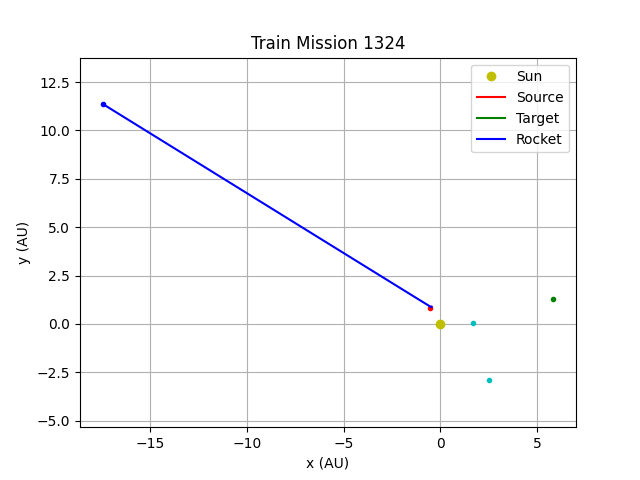 Train Mission 1324
Sun
Source
Target
Rocket
12.5
10.0
7.5
5.0
2.5
0.0
−2.5
−5.0
y (AU)
−15
−10
−5
0
5
x (AU)